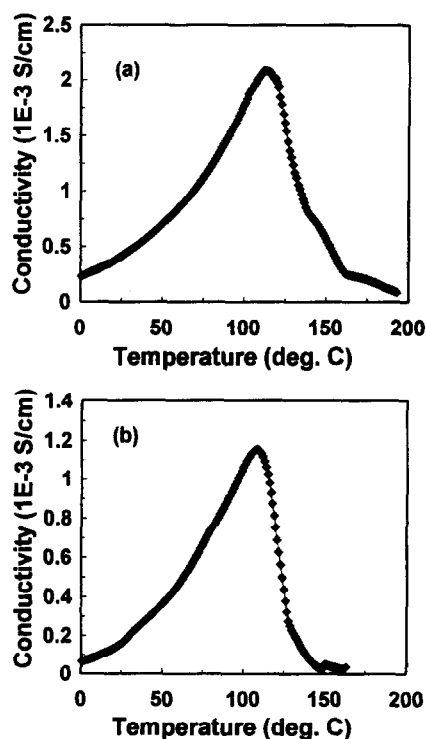 2.5
(a)
2
1.5
1
0.5
0
0 50 100 150 200
Conductivity (1E-3 S/cm)
Temperature (deg. C)
1.4
(b)
1.2
1
0.8
0.6
0.4
0.2
0
0 50 100 150 200
Conductivity (1E-3 S/cm)
Temperature (deg. C)